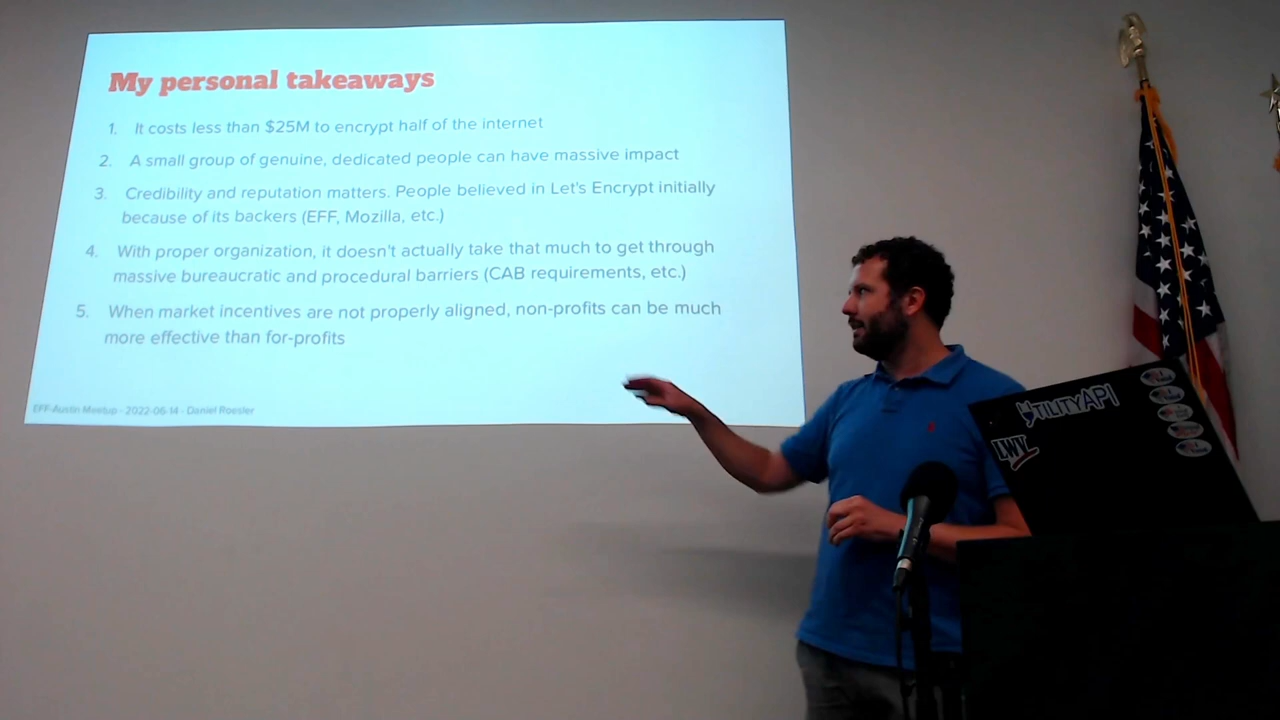 My personal takeaways
1. It costs less than $25M to encrypt half of the internet
2. A small group of genuine, dedicated people can have massive impact
3. Credibility and reputation matters. People believed in Let's Encrypt initially
because of its backers (EFF, Mozilla, etc.)
4. With proper organization, it doesn't actually take that much to get through
massive bureaucratic and procedural barriers (CAB requirements, etc.)
5. When market incentives are not properly aligned, non-profits can be much
more effective than for-profits
EFF-Austin Meetup - 2022-06-14 - Daniel Roesler
UTILITYAPI
LWV